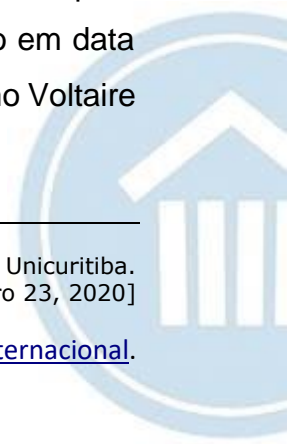 o em data
no Voltaire
Unicuritiba.
ro 23, 2020]
ternacional.